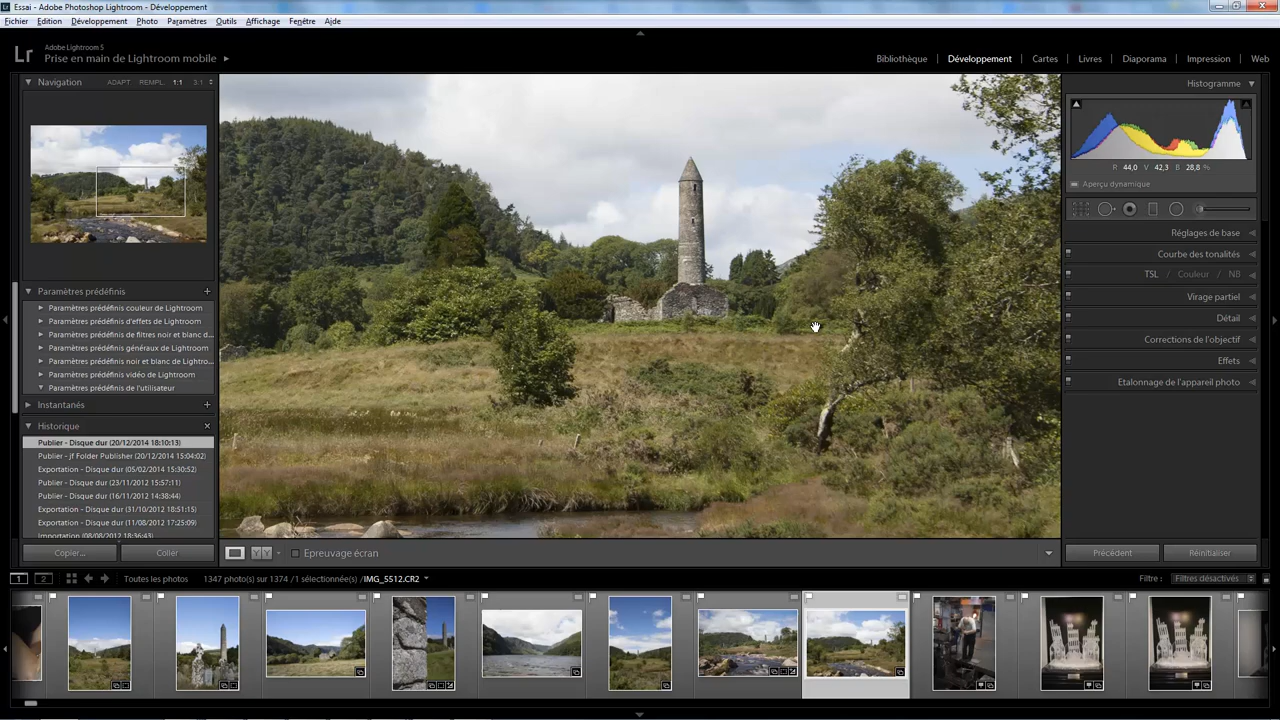 Essai - Adobe Photoshop Lightroom - Développement
Fichier Edition Développement Photo Paramètres Outils Affichage Fenêtre Aide
Lr
Adobe Lightroom 5
Prise en main de Lightroom mobile
Bibliothèque | Développement | Cartes | Livres | Diaporama | Impression | Web
Navigation ADAPT REMPL. 1:1 3:1
Paramètres prédéfinis +
Paramètres prédéfinis couleur de Lightroom
Paramètres prédéfinis d'effets de Lightroom
Paramètres prédéfinis de filtres noir et blanc d...
Paramètres prédéfinis généraux de Lightroom
Paramètres prédéfinis noir et blanc de Lightro...
Paramètres prédéfinis vidéo de Lightroom
Paramètres prédéfinis de l'utilisateur
Instantanés +
Historique
Publier - Disque dur (20/12/2014 18:10:13)
Publier - jf Folder Publisher (20/12/2014 15:04:02)
Exportation - Disque dur (05/02/2014 15:30:52)
Publier - Disque dur (23/11/2012 15:57:11)
Publier - Disque dur (16/11/2012 14:38:44)
Exportation - Disque dur (31/10/2012 18:51:15)
Exportation - Disque dur (11/08/2012 17:25:09)
Importation (08/08/2012 18:36:43)
Copier... Coller
Y Y Epreuvage écran
Histogramme
R 44,0 V 42,3 B 28,8 %
Aperçu dynamique
Réglages de base
Courbe des tonalités
TSL / Couleur / NB
Virage partiel
Détail
Corrections de l'objectif
Effets
Etalonnage de l'appareil photo
Précédent Réinitialiser
1 2 Toutes les photos 1347 photo(s) sur 1374 /1 sélectionnée(s) /IMG_5512.CR2 Filtre : Filtres désactivés